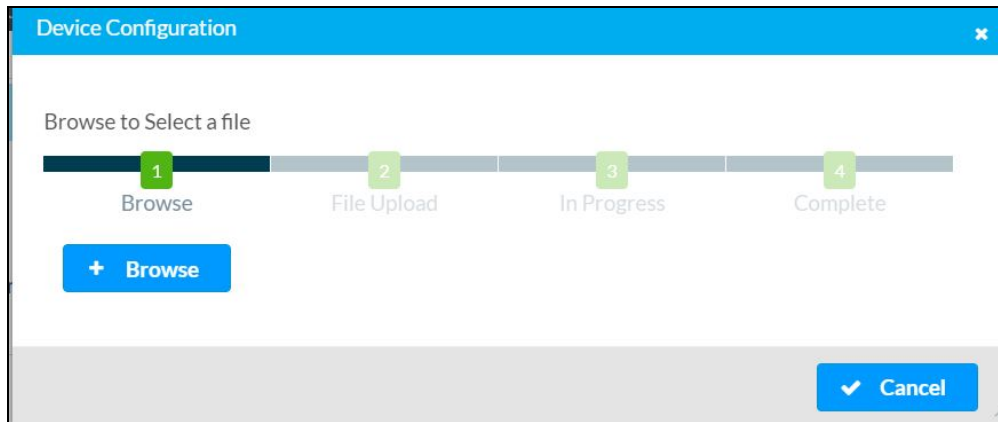 Device Configuration
Browse to Select a file
1 2 3 4
Browse File Upload In Progress Complete
+ Browse
Cancel